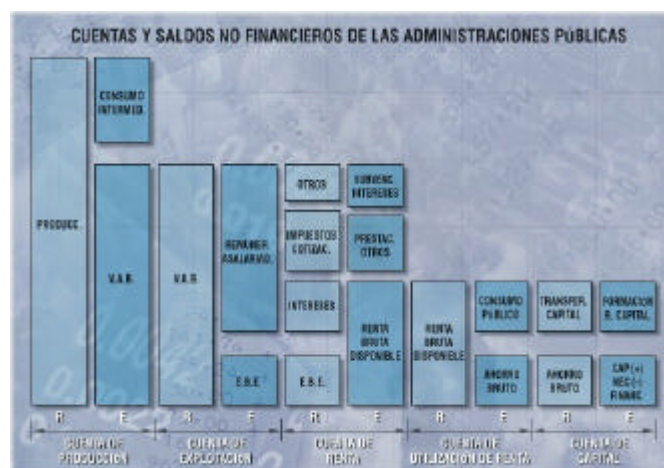 CUENTAS Y SALDOS NO FINANCIEROS DE LAS ADMINISTRACIONES PÚBLICAS
PRODUCC.
CONSUMO
INTERMED.
V.A.B.
V.A.B.
REMUNER.
ASALARIAD.
E.B.E.
OTROS
IMPUESTOS
COTIZAC.
INTERESES
E.B.E.
SUBVENC.
INTERESES
PRESTAC.
OTROS
RENTA
BRUTA
DISPONIBLE
RENTA
BRUTA
DISPONIBLE
CONSUMO
PÚBLICO
AHORRO
BRUTO
TRANSFER.
CAPITAL
AHORRO
BRUTO
FORMACION
B. CAPITAL
CAP(+)
NEC(-)
FINANC.
R E R E R E R E R E
CUENTA DE
PRODUCCIÓN
CUENTA DE
EXPLOTACIÓN
CUENTA DE
RENTA
CUENTA DE
UTILIZACIÓN DE RENTA
CUENTA DE
CAPITAL